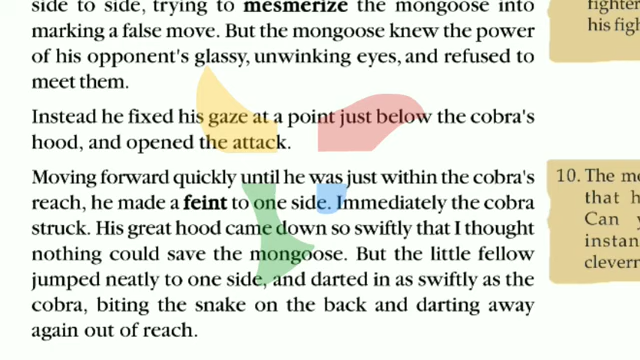 side to side, trying to mesmerize the mongoose into
marking a false move. But the mongoose knew the power
of his opponent's glassy, unwinking eyes, and refused to
meet them.
Instead he fixed his gaze at a point just below the cobra's
hood, and opened the attack.
Moving forward quickly until he was just within the cobra's
reach, he made a feint to one side. Immediately the cobra
struck. His great hood came down so swiftly that I thought
nothing could save the mongoose. But the little fellow
jumped neatly to one side, and darted in as swiftly as the
cobra, biting the snake on the back and darting away
again out of reach.
fighter
his figh
10. The mo
that h
Can y
instan
clevern